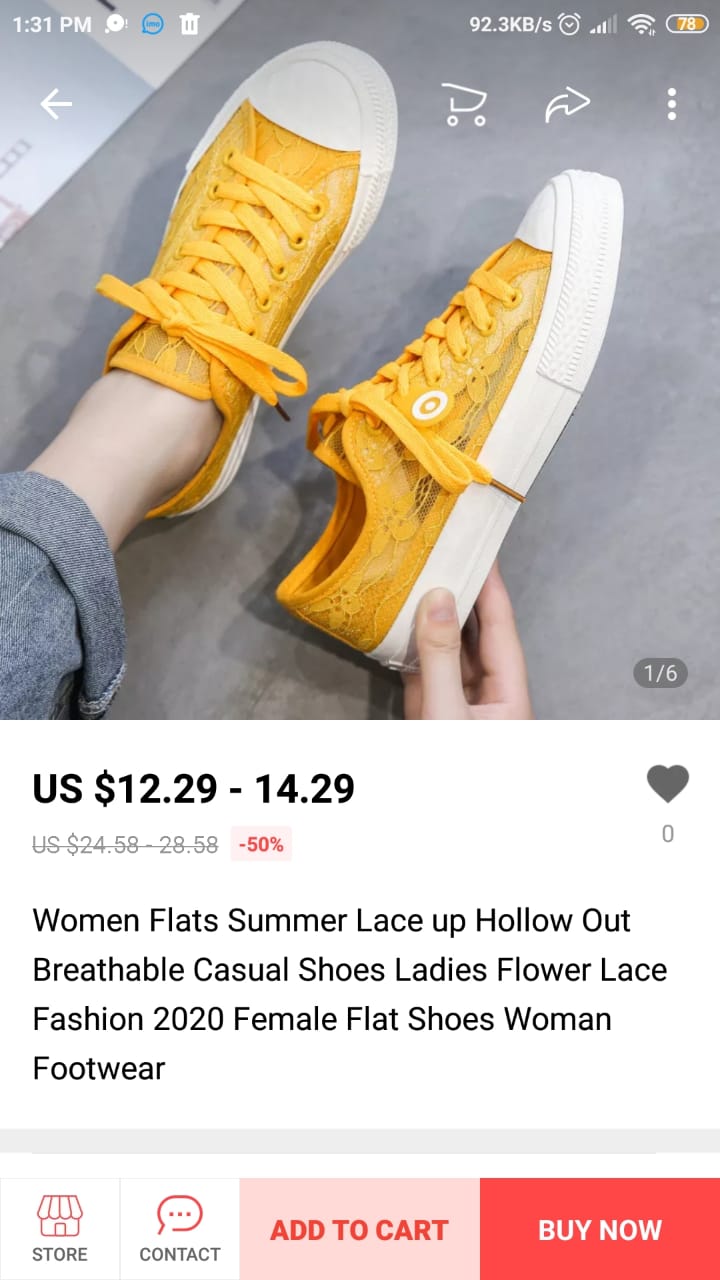 1:31 PM
imo
92.3KB/s
78
1/6
US $12.29 - 14.29
US $24.58 - 28.58 -50%
0
Women Flats Summer Lace up Hollow Out
Breathable Casual Shoes Ladies Flower Lace
Fashion 2020 Female Flat Shoes Woman
Footwear
STORE
CONTACT
ADD TO CART
BUY NOW